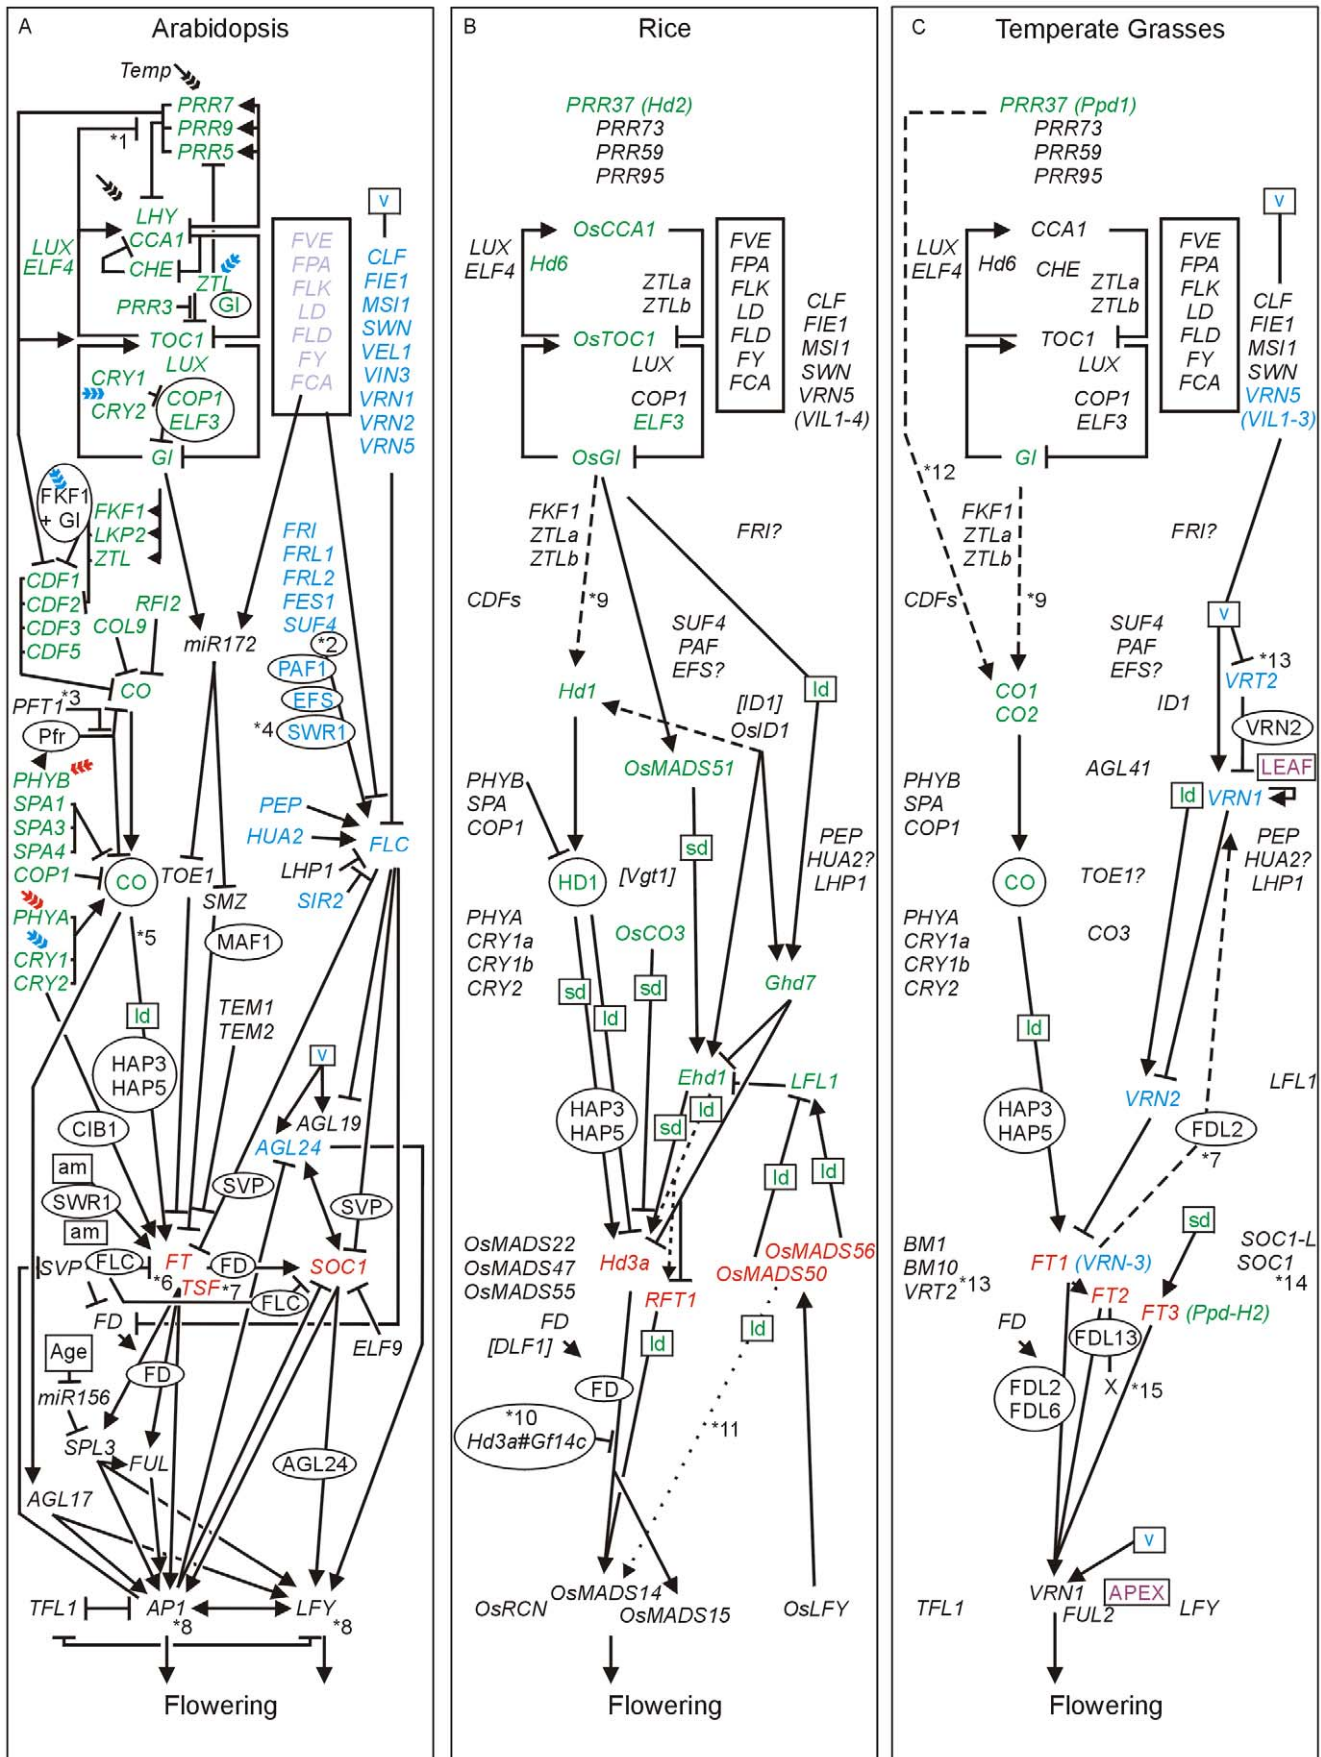 A
Arabidopsis
Temp
PRR7
PRR9
*1
PRR5
LHY
CCA1
LUX
ELF4
CHE
ZTL
PRR3
GI
TOC1
LUX
CRY1
COP1
CRY2
ELF3
GI
v
FVE
FPA
FLK
LD
FLD
FY
FCA
CLF
FIE1
MSI1
SWN
VEL1
VIN3
VRN1
VRN2
VRN5
FKF1
+ GI
FKF1
LKP2
ZTL
CDF1
CDF2
CDF3
CDF5
RFI2
COL9
miR172
FRI
FRL1
FRL2
FES1
SUF4
*2
PAF1
EFS
*4
SWR1
CO
*3
PFT1
Pfr
PHYB
SPA1
SPA3
SPA4
COP1
CO
PHYA
CRY1
CRY2
*5
TOE1
SMZ
MAF1
PEP
HUA2
FLC
LHP1
SIR2
ld
TEM1
TEM2
HAP3
HAP5
v
AGL19
AGL24
CIB1
am
SWR1
am
SVP
SVP
SVP
FLC
FT
*6
TSF
*7
FD
SOC1
FLC
FD
ELF9
Age
FD
miR156
SPL3
FUL
AGL24
AGL17
TFL1
AP1
*8
LFY
*8
Flowering
B
Rice
PRR37 (Hd2)
PRR73
PRR59
PRR95
OsCCA1
LUX
ELF4
Hd6
ZTLa
ZTLb
OsTOC1
LUX
COP1
ELF3
OsGI
FVE
FPA
FLK
LD
FLD
FY
FCA
CLF
FIE1
MSI1
SWN
VRN5
(VIL1-4)
FKF1
ZTLa
ZTLb
FRI?
CDFs
*9
SUF4
PAF
EFS?
Hd1
[ID1]
OsID1
ld
OsMADS51
PHYB
SPA
COP1
sd
PEP
HUA2?
LHP1
HD1
[Vgt1]
PHYA
CRY1a
CRY1b
CRY2
OsCO3
sd
sd
ld
Ghd7
Ehd1
LFL1
HAP3
HAP5
ld
sd
ld
ld
OsMADS22
OsMADS47
OsMADS55
Hd3a
OsMADS56
OsMADS50
RFT1
FD
[DLF1]
ld
ld
FD
*10
Hd3a#Gf14c
*11
OsMADS14
OsRCN
OsMADS15
OsLFY
Flowering
C
Temperate Grasses
PRR37 (Ppd1)
PRR73
PRR59
PRR95
v
CCA1
LUX
ELF4
Hd6
CHE
ZTLa
ZTLb
TOC1
LUX
COP1
ELF3
GI
FVE
FPA
FLK
LD
FLD
FY
FCA
CLF
FIE1
MSI1
SWN
VRN5
(VIL1-3)
*12
FKF1
ZTLa
ZTLb
FRI?
CDFs
*9
v
SUF4
PAF
EFS?
*13
VRT2
CO1
CO2
ID1
VRN2
LEAF
AGL41
PHYB
SPA
COP1
ld
VRN1
PEP
HUA2?
LHP1
CO
TOE1?
PHYA
CRY1a
CRY1b
CRY2
CO3
ld
VRN2
LFL1
HAP3
HAP5
FDL2
*7
sd
BM1
BM10
VRT2
*13
FT1 (VRN-3)
SOC1-L
SOC1
*14
FT2
FT3 (Ppd-H2)
FD
FDL13
FDL2
FDL6
X
*15
v
VRN1
APEX
TFL1
FUL2
LFY
Flowering